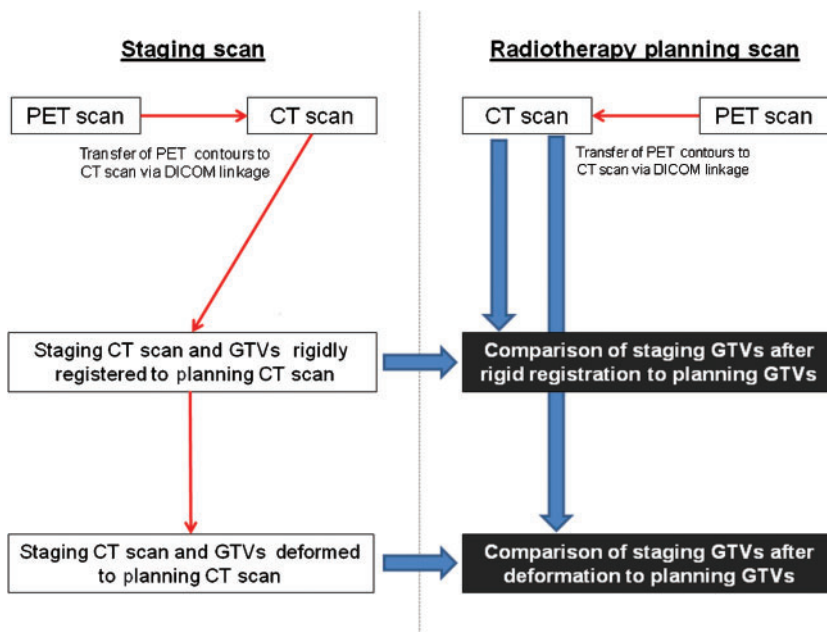 Staging scan
Radiotherapy planning scan
PET scan
CT scan
CT scan
PET scan
Transfer of PET contours to
CT scan via DICOM linkage
Transfer of PET contours to
CT scan via DICOM linkage
Staging CT scan and GTVs rigidly
registered to planning CT scan
Comparison of staging GTVs after
rigid registration to planning GTVs
Staging CT scan and GTVs deformed
to planning CT scan
Comparison of staging GTVs after
deformation to planning GTVs